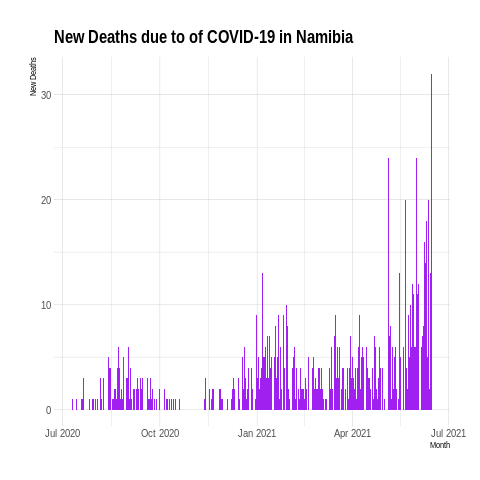 New Deaths due to of COVID-19 in Namibia
New Deaths
30
20
10
0
Jul 2020 Oct 2020 Jan 2021 Apr 2021 Jul 2021
Month